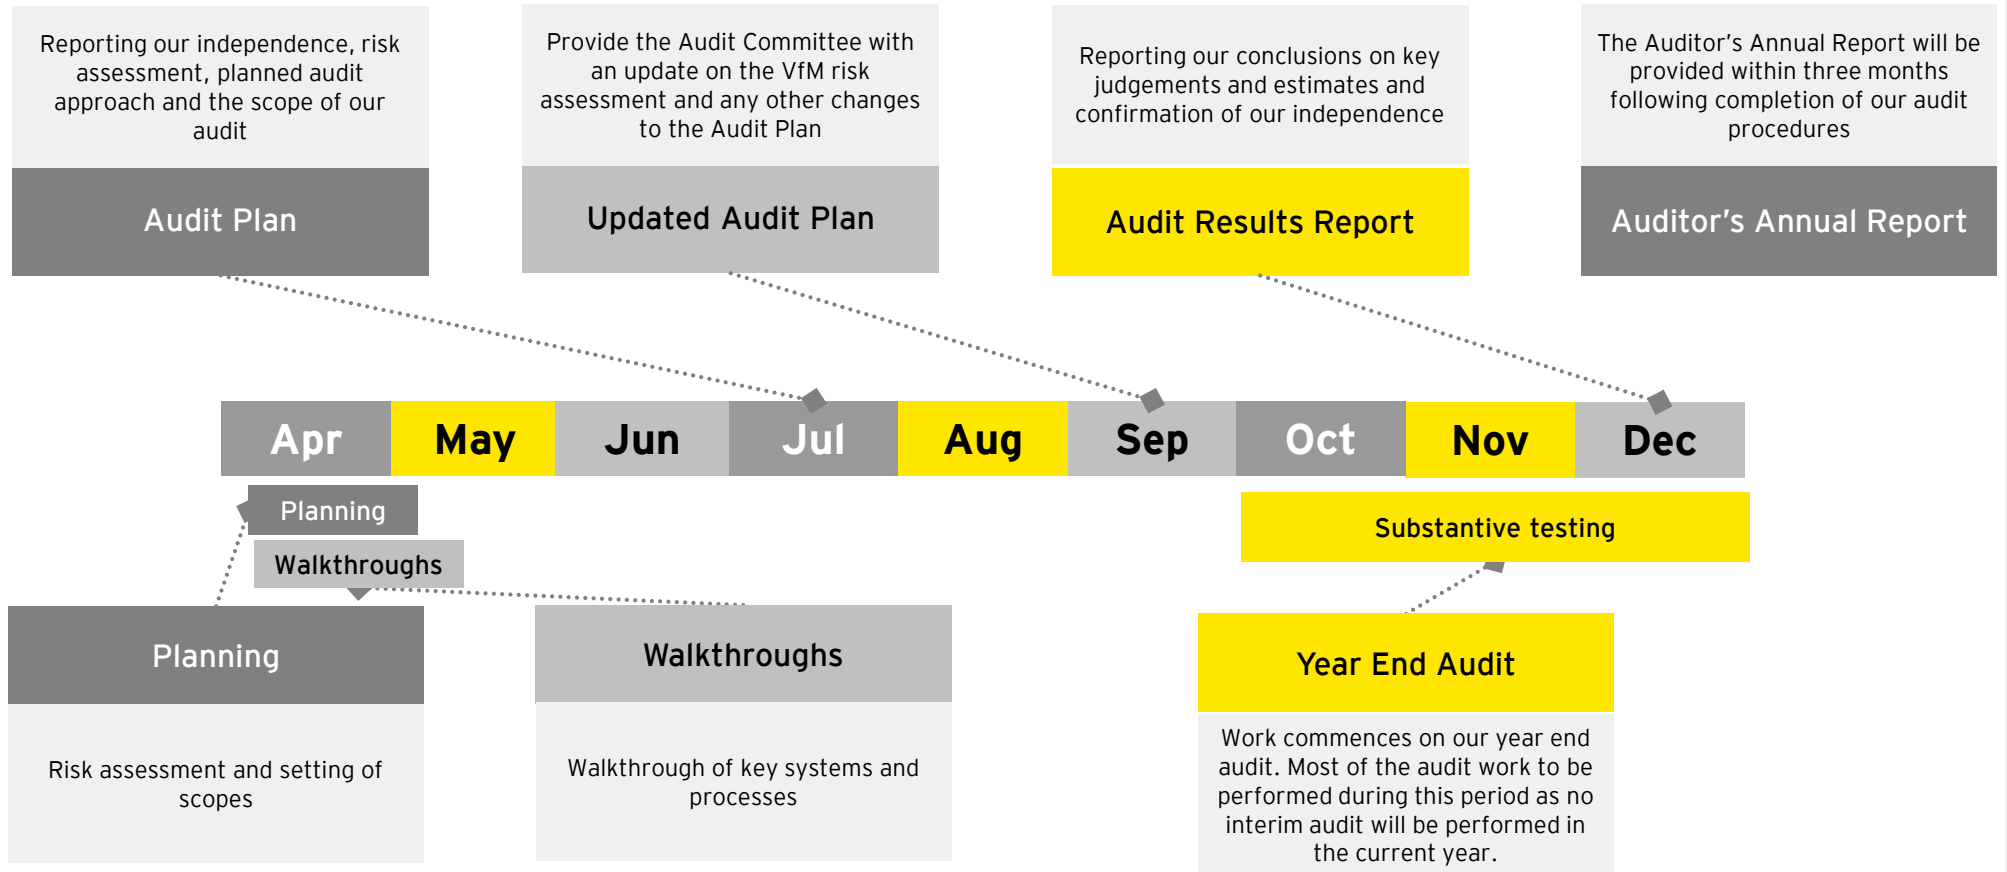 Reporting our independence, risk
assessment, planned audit
approach and the scope of our
audit
Audit Plan
Provide the Audit Committee with
an update on the VfM risk
assessment and any other changes
to the Audit Plan
Updated Audit Plan
Reporting our conclusions on key
judgements and estimates and
confirmation of our independence
Audit Results Report
The Auditor's Annual Report will be
provided within three months
following completion of our audit
procedures
Auditor's Annual Report
Apr May Jun Jul Aug Sep Oct Nov Dec
Planning
Walkthroughs
Substantive testing
Planning
Risk assessment and setting of
scopes
Walkthroughs
Walkthrough of key systems and
processes
Year End Audit
Work commences on our year end
audit. Most of the audit work to be
performed during this period as no
interim audit will be performed in
the current year.